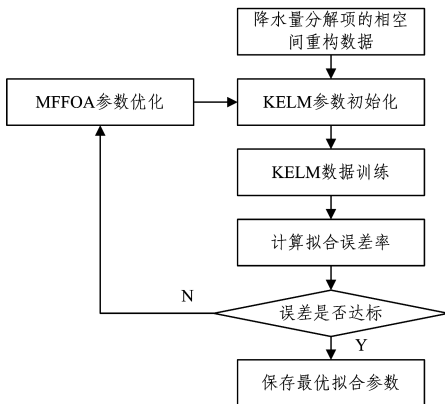 降水量分解项的相空
间重构数据
MFFOA参数优化
KELM参数初始化
KELM数据训练
计算拟合误差率
N
误差是否达标
Y
保存最优拟合参数